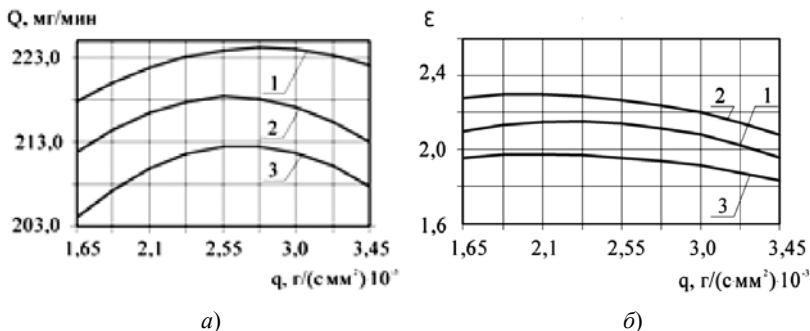 Q, мг/мин
223,0
213,0
203,0
1
2
3
1,65 2,1 2,55 3,0 3,45
q, г/(с·мм²)·10⁻³
а)
ε
2,4
2,0
1,6
2
1
3
1,65 2,1 2,55 3,0 3,45
q, г/(с·мм²)·10⁻³
б)